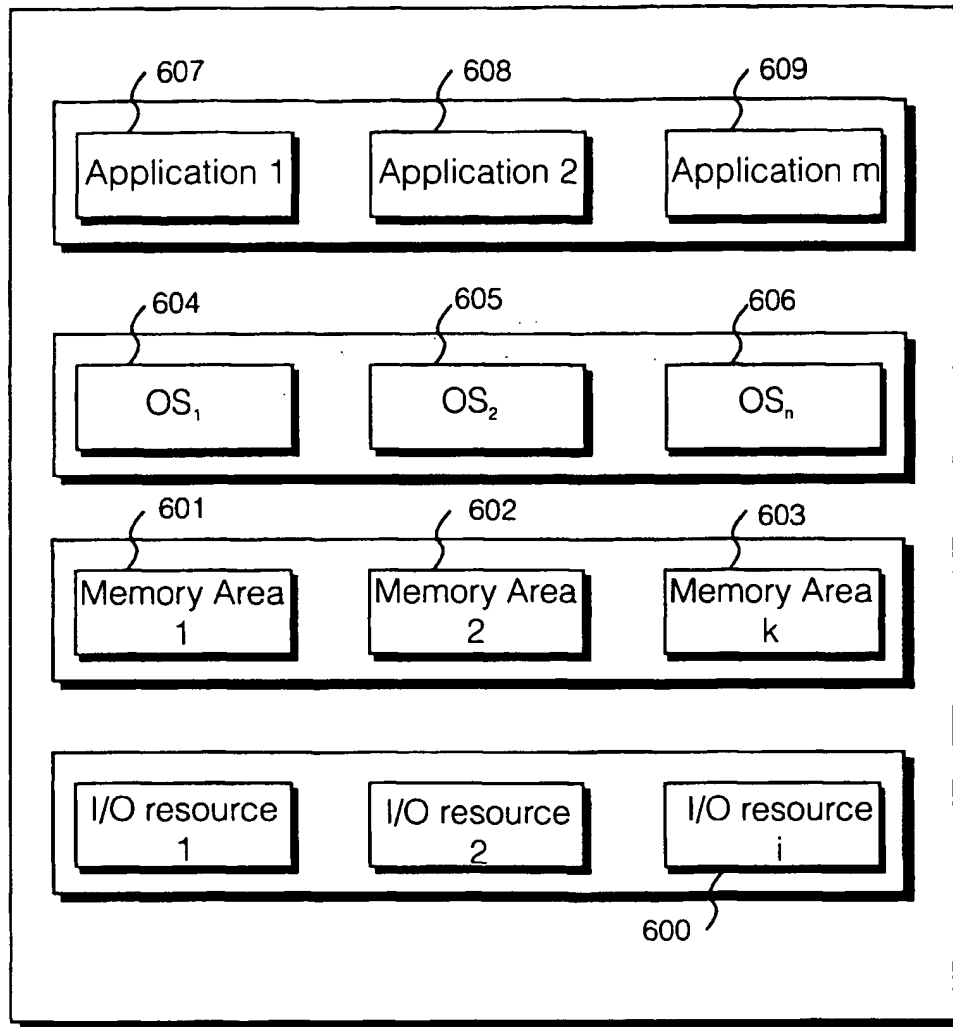 607 608 609
Application 1 Application 2 Application m
604 605 606
OS₁ OS₂ OSₙ
601 602 603
Memory Area Memory Area Memory Area
1 2 k
I/O resource I/O resource I/O resource
1 2 i
600